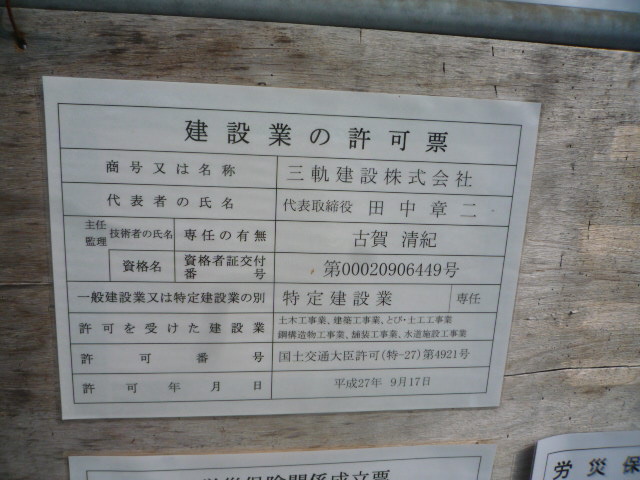 建設業の許可票
商号又は名称 三軌建設株式会社
代表者の氏名 代表取締役 田中章二
主任 監理 技術者の氏名 専任の有無 古賀 清紀
資格名 資格者証交付番号 第00020906449号
一般建設業又は特定建設業の別 特定建設業 専任
許可を受けた建設業 土木工事業、建築工事業、とび・土工工事業
鋼構造物工事業、舗装工事業、水道施設工事業
許可番号 国土交通大臣許可(特-27)第4921号
許可年月日 平成27年 9月17日
労災保険関係成立票
労災保